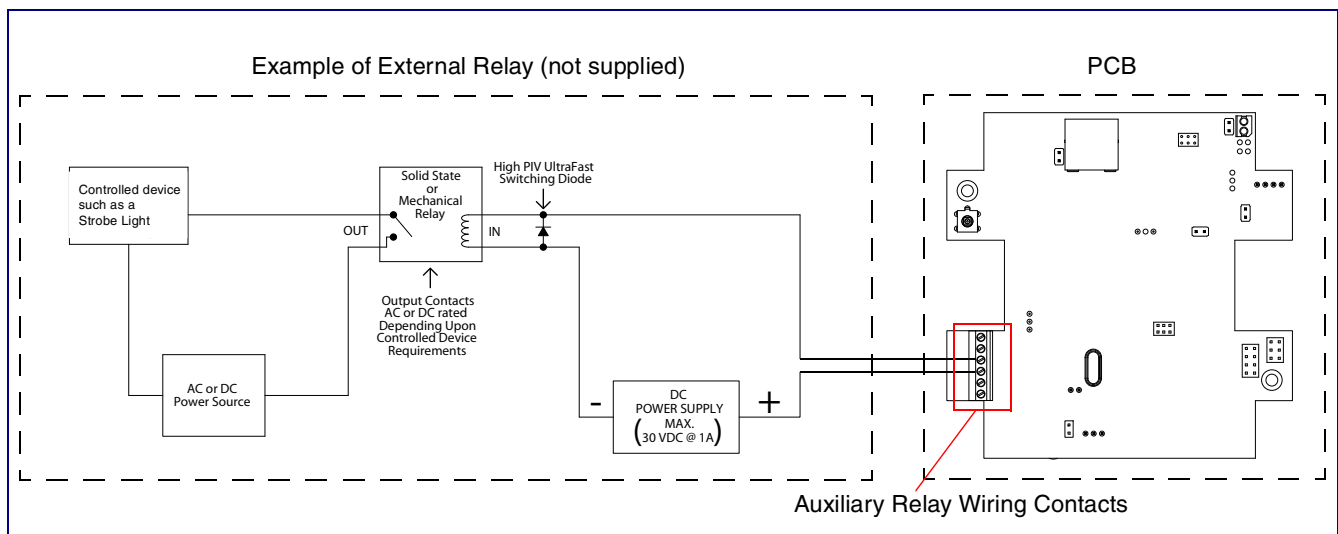 Example of External Relay (not supplied)
PCB
Controlled device
such as a
Strobe Light
Solid State
or
Mechanical
Relay
High PIV UltraFast
Switching Diode
OUT
IN
Output Contacts
AC or DC rated
Depending Upon
Controlled Device
Requirements
AC or DC
Power Source
-
DC
POWER SUPPLY
MAX.
(30 VDC @ 1A)
+
Auxiliary Relay Wiring Contacts